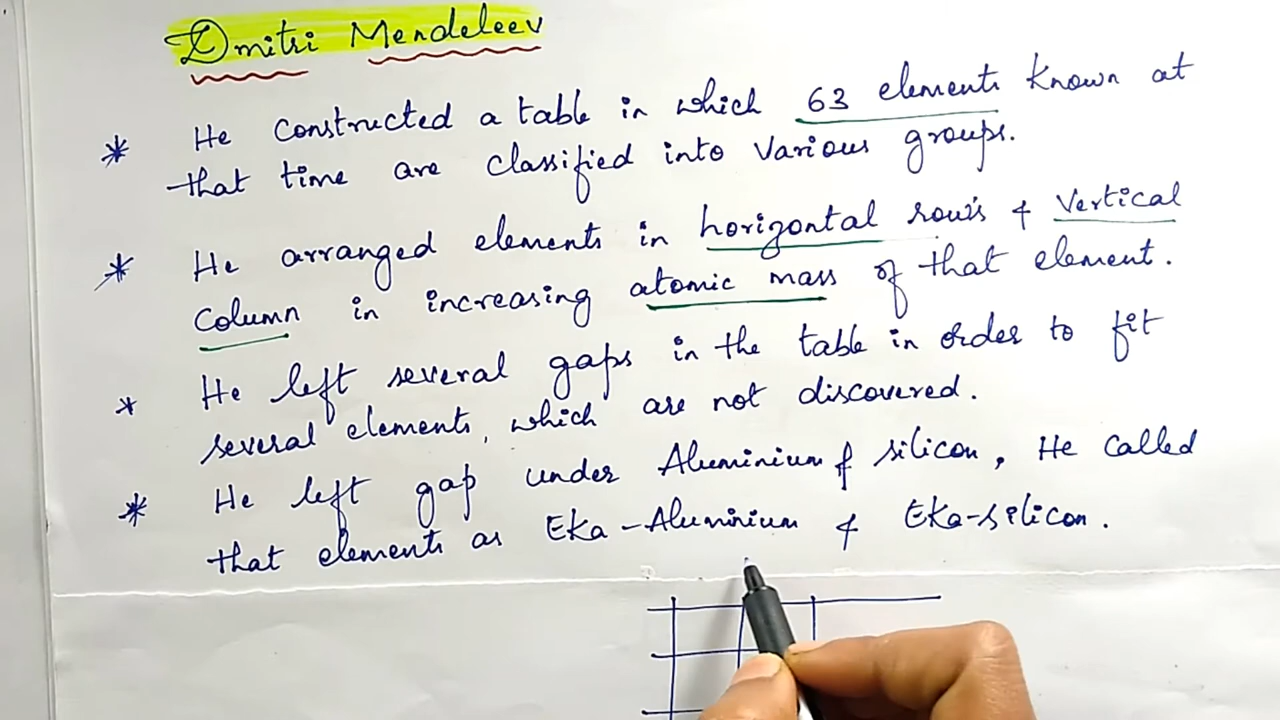 Dmitri Mendeleev
* He constructed a table in which 63 elements known at
that time are classified into various groups.
* He arranged elements in horizontal rows & vertical
column in increasing atomic mass of that element.
* He left several gaps in the table in order to fit
several elements, which are not discovered.
* He left gap under Aluminium & silicon, He called
that elements as Eka-Aluminium & Eka-silicon.